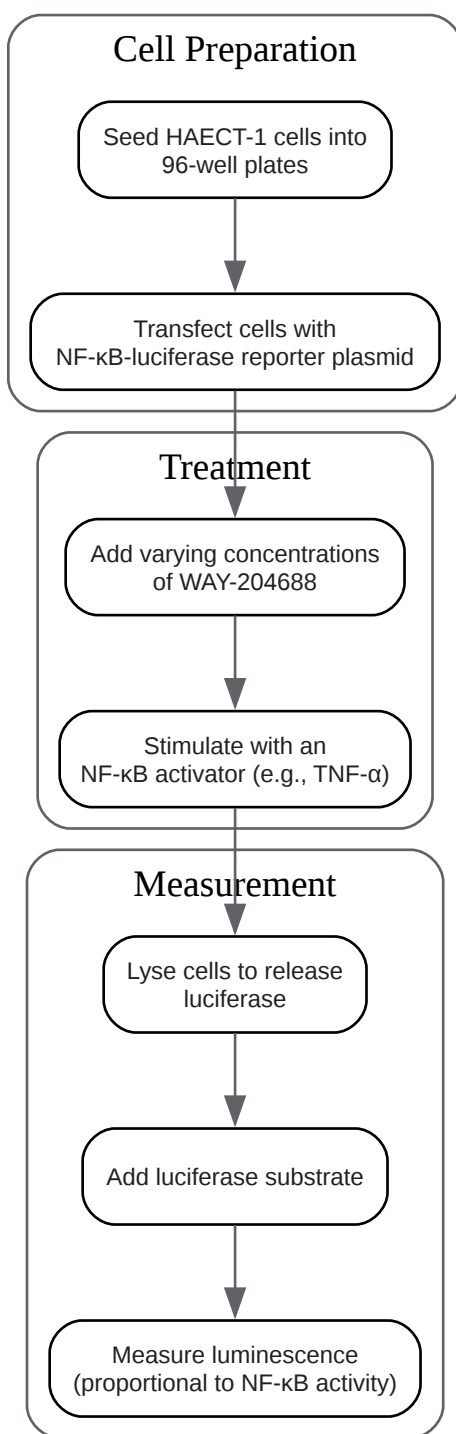 Cell Preparation
Seed HAECT-1 cells into
96-well plates
Transfect cells with
NF-κB-luciferase reporter plasmid
Treatment
Add varying concentrations
of WAY-204688
Stimulate with an
NF-κB activator (e.g., TNF-α)
Measurement
Lyse cells to release
luciferase
Add luciferase substrate
Measure luminescence
(proportional to NF-κB activity)